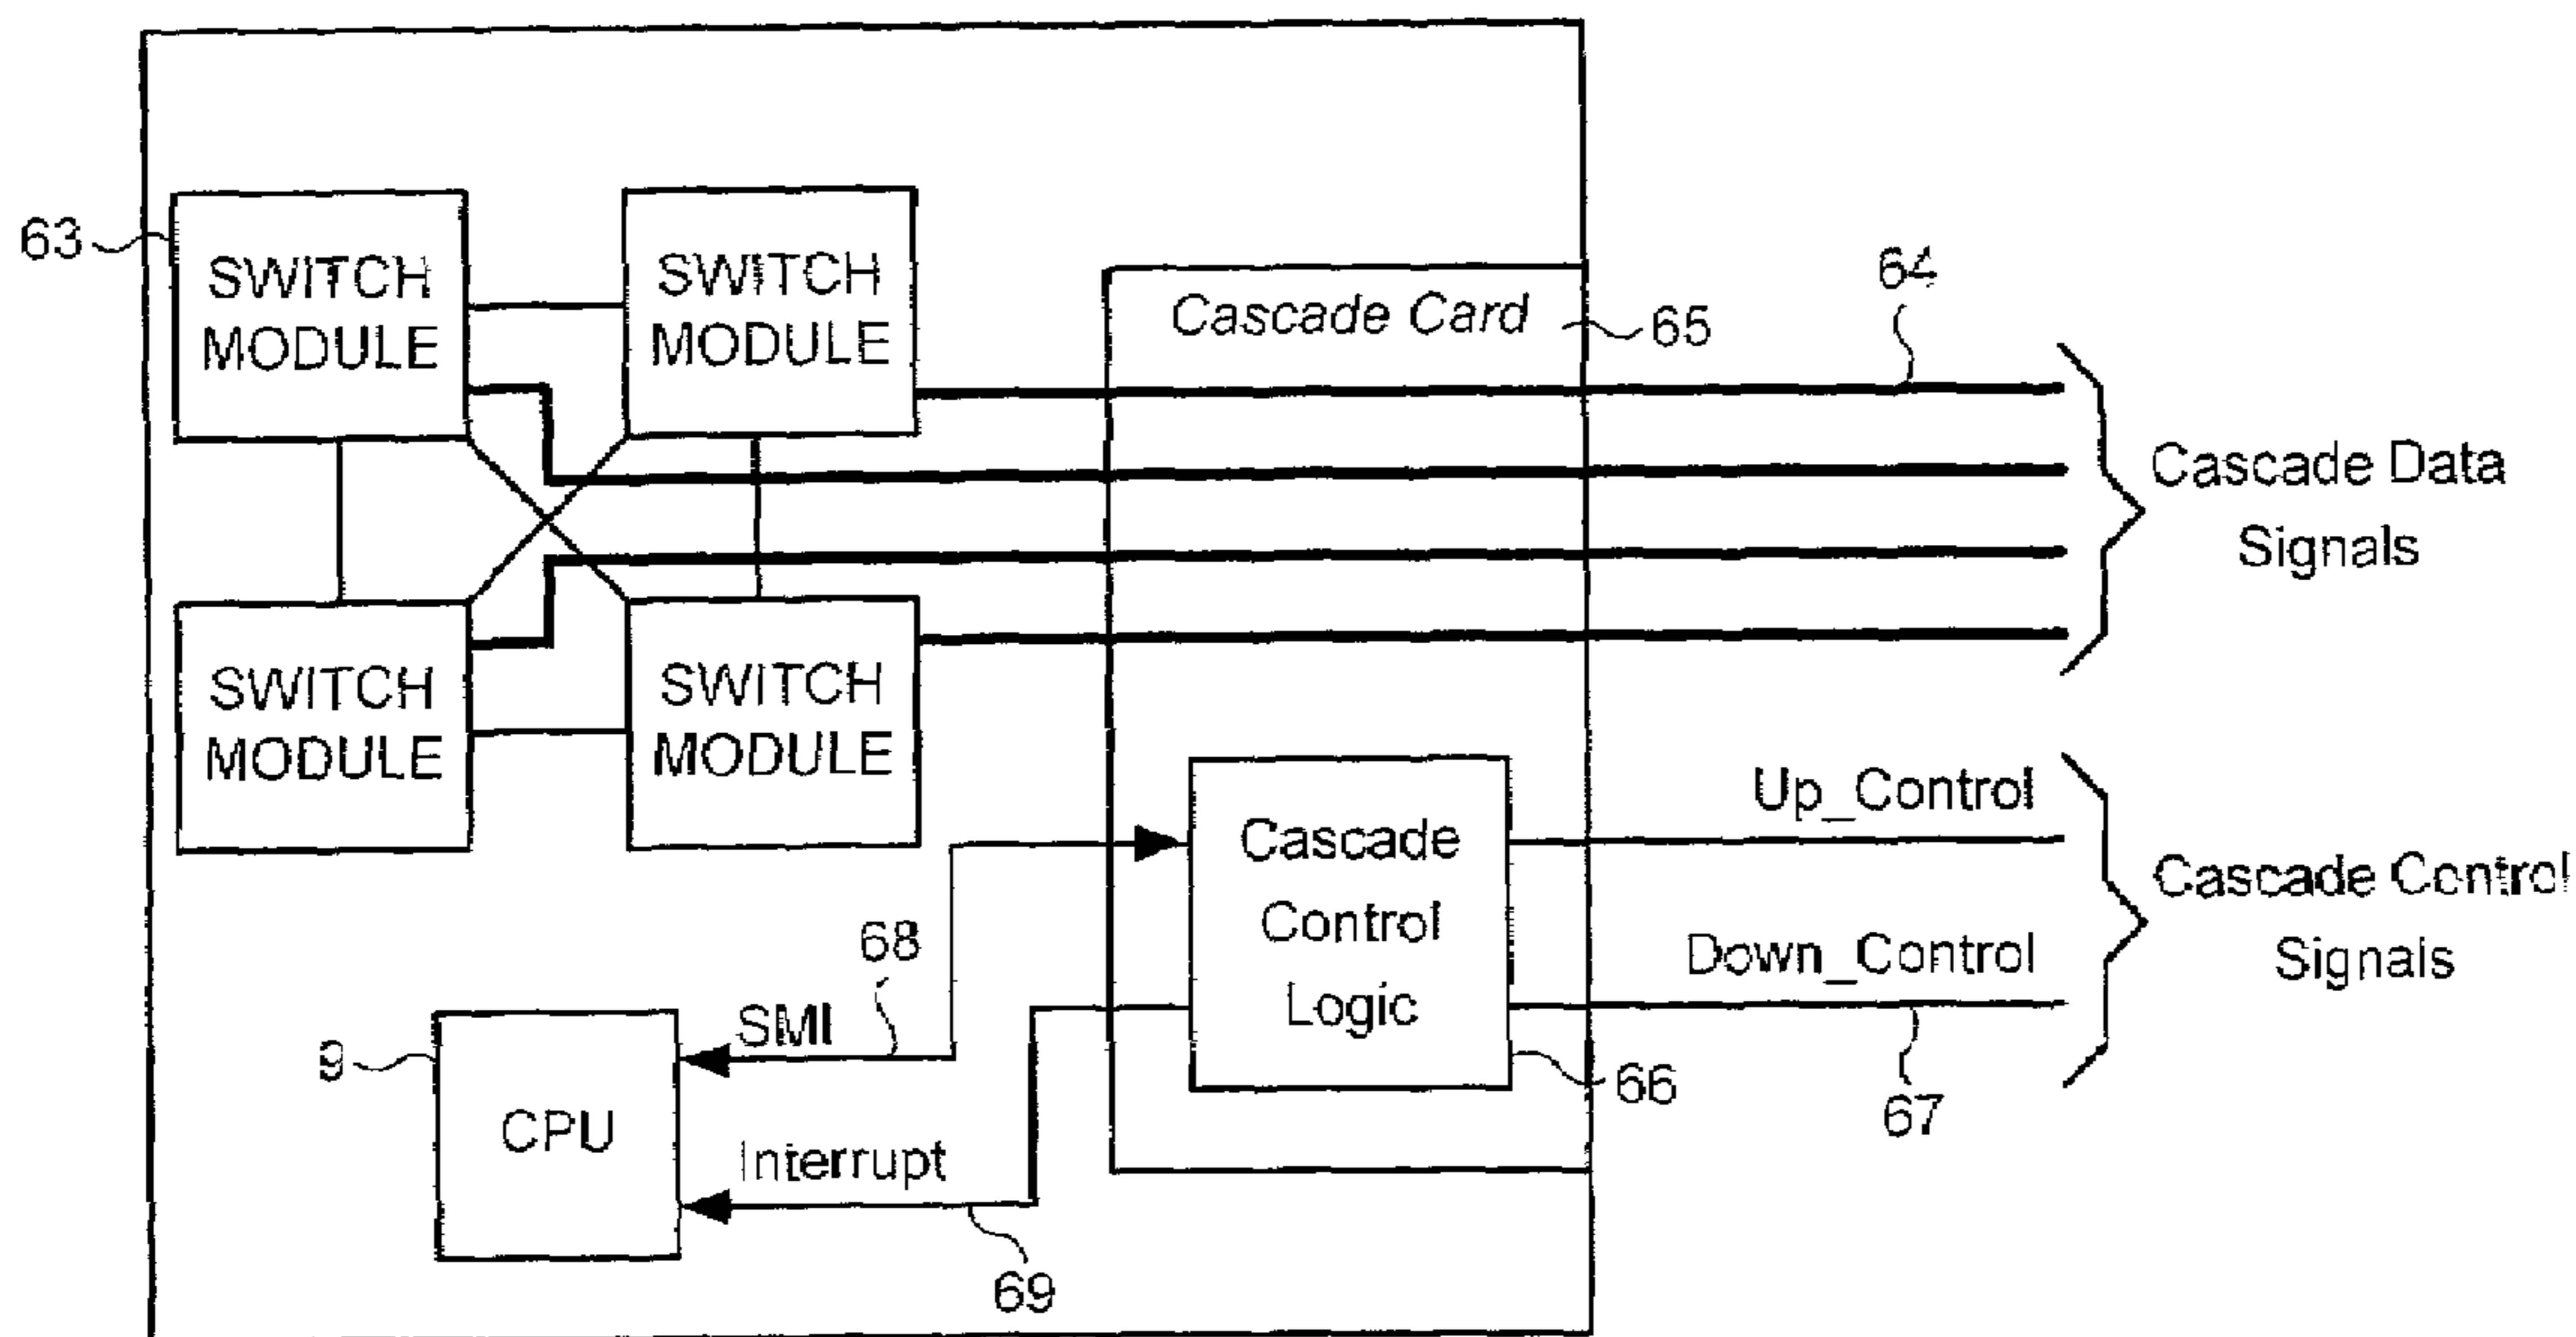 63
SWITCH
MODULE
SWITCH
MODULE
Cascade Card
65
64
Cascade Data
Signals
SWITCH
MODULE
SWITCH
MODULE
Cascade
Control
Logic
66
Up_Control
Down_Control
67
Cascade Control
Signals
9
CPU
SMI
68
Interrupt
69